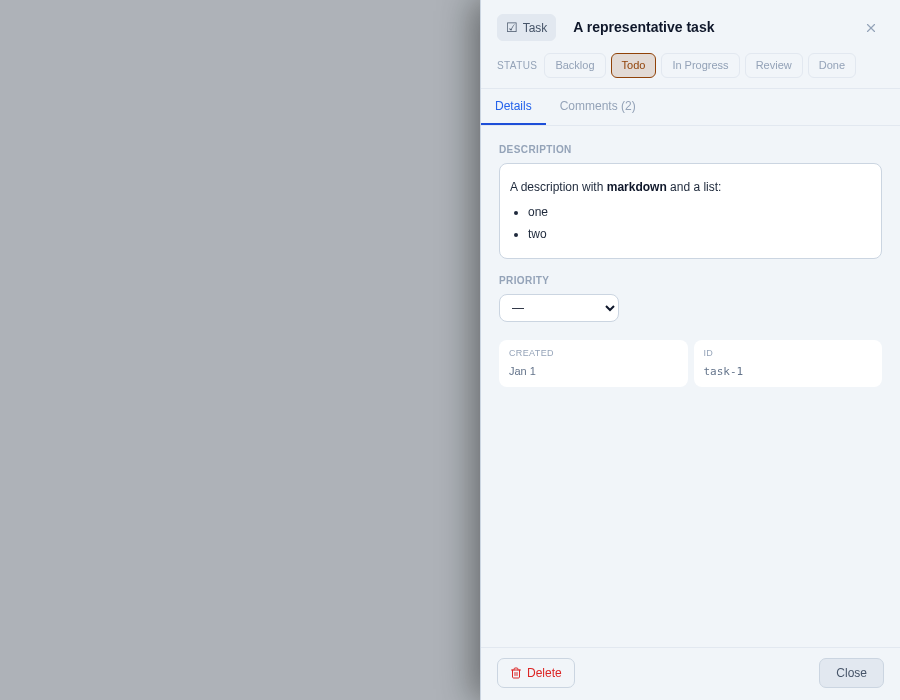 ☑ Task A representative task ×
STATUS Backlog Todo In Progress Review Done
Details Comments (2)
DESCRIPTION
A description with markdown and a list:
• one
• two
PRIORITY
—
CREATED
Jan 1
ID
task-1
Delete Close